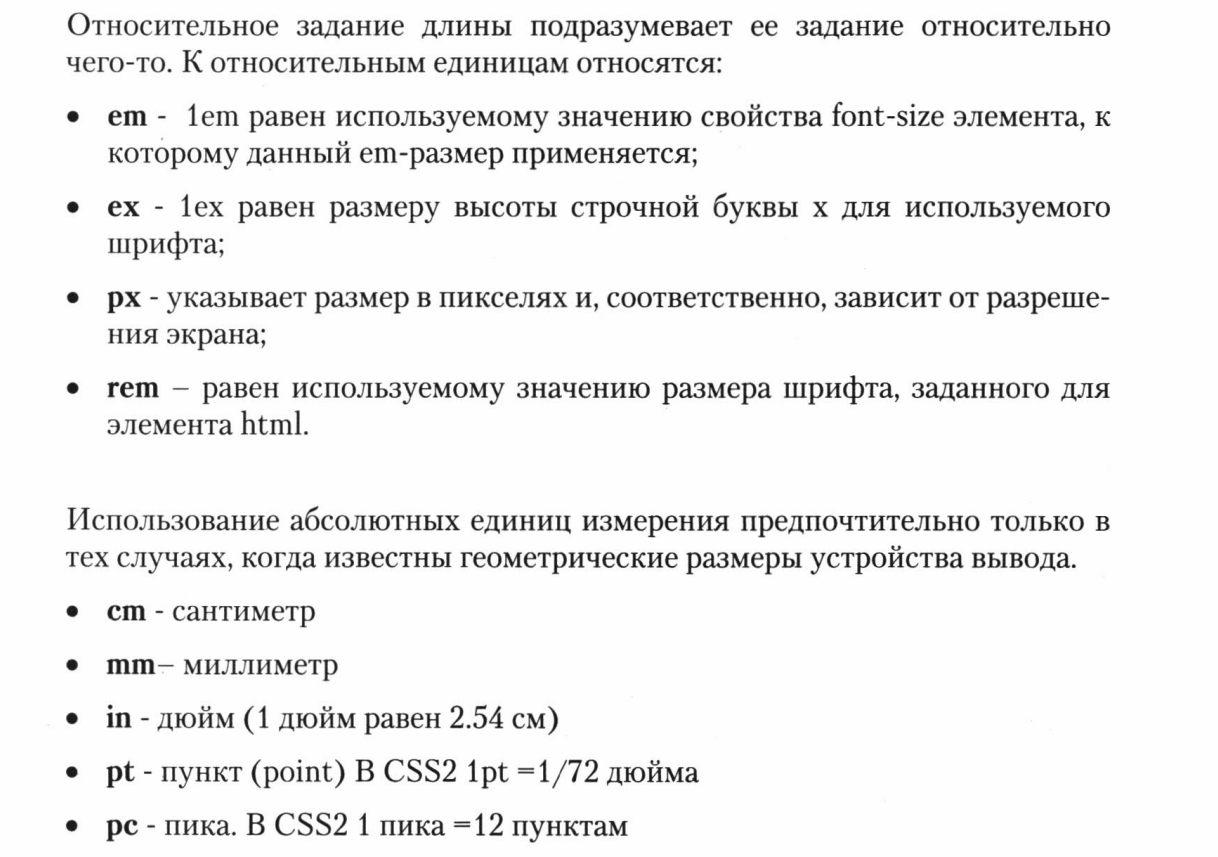 Относительное задание длины подразумевает ее задание относительно
чего-то. К относительным единицам относятся:
• em - 1em равен используемому значению свойства font-size элемента, к
которому данный em-размер применяется;
• ex - 1ex равен размеру высоты строчной буквы x для используемого
шрифта;
• px - указывает размер в пикселях и, соответственно, зависит от разреше-
ния экрана;
• rem – равен используемому значению размера шрифта, заданного для
элемента html.
Использование абсолютных единиц измерения предпочтительно только в
тех случаях, когда известны геометрические размеры устройства вывода.
• cm - сантиметр
• mm– миллиметр
• in - дюйм (1 дюйм равен 2.54 см)
• pt - пункт (point) В CSS2 1pt =1/72 дюйма
• pc - пика. В CSS2 1 пика =12 пунктам